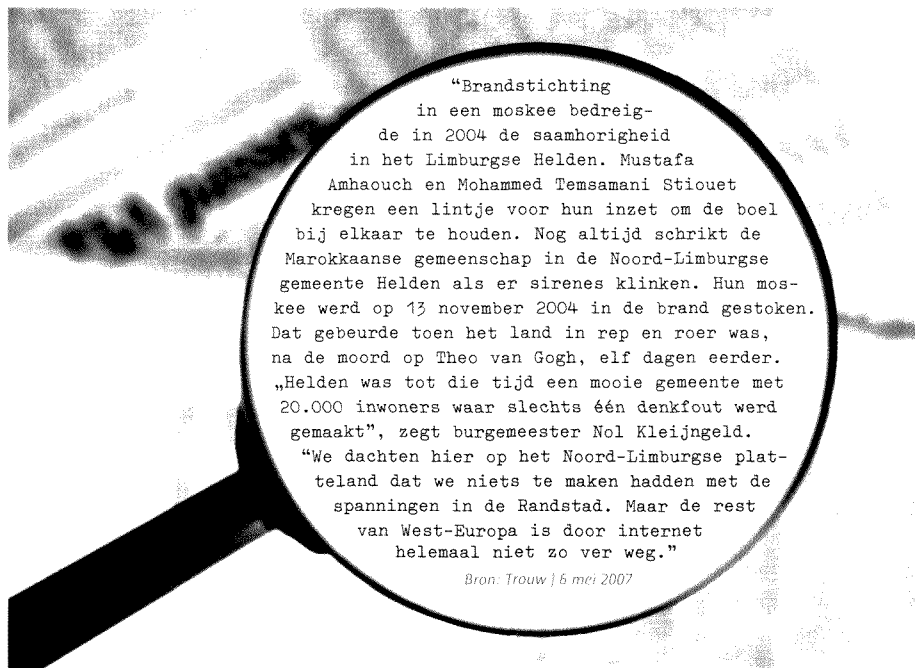 “Brandstichting
in een moskee bedreig-
de in 2004 de saamhorigheid
in het Limburgse Helden. Mustafa
Amhaouch en Mohammed Temsamani Stiouet
kregen een lintje voor hun inzet om de boel
bij elkaar te houden. Nog altijd schrikt de
Marokkaanse gemeenschap in de Noord-Limburgse
gemeente Helden als er sirenes klinken. Hun mos-
kee werd op 13 november 2004 in de brand gestoken.
Dat gebeurde toen het land in rep en roer was,
na de moord op Theo van Gogh, elf dagen eerder.
„Helden was tot die tijd een mooie gemeente met
20.000 inwoners waar slechts één denkfout werd
gemaakt”, zegt burgemeester Nol Kleijngeld.
“We dachten hier op het Noord-Limburgse plat-
teland dat we niets te maken hadden met de
spanningen in de Randstad. Maar de rest
van West-Europa is door internet
helemaal niet zo ver weg.”
Bron: Trouw | 6 mei 2007